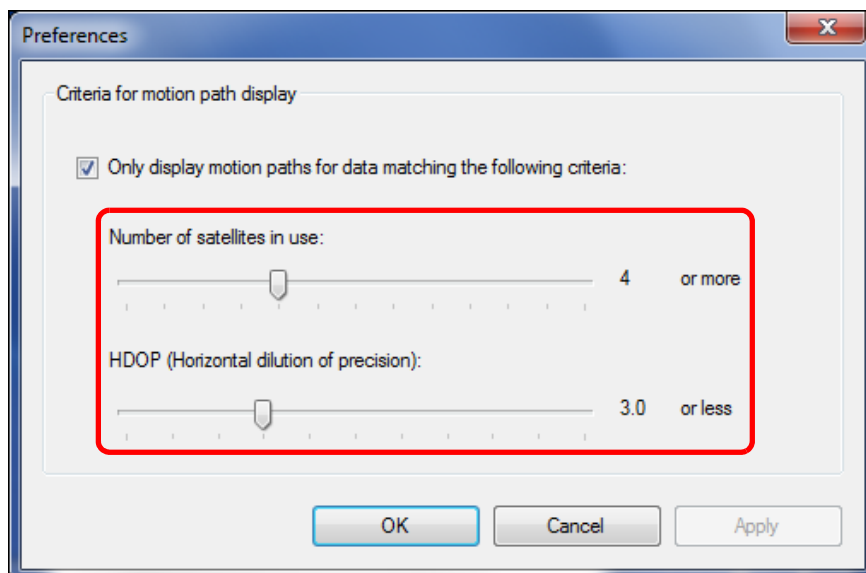 Preferences
Criteria for motion path display
Only display motion paths for data matching the following criteria:
Number of satellites in use:
4 or more
HDOP (Horizontal dilution of precision):
3.0 or less
OK Cancel Apply